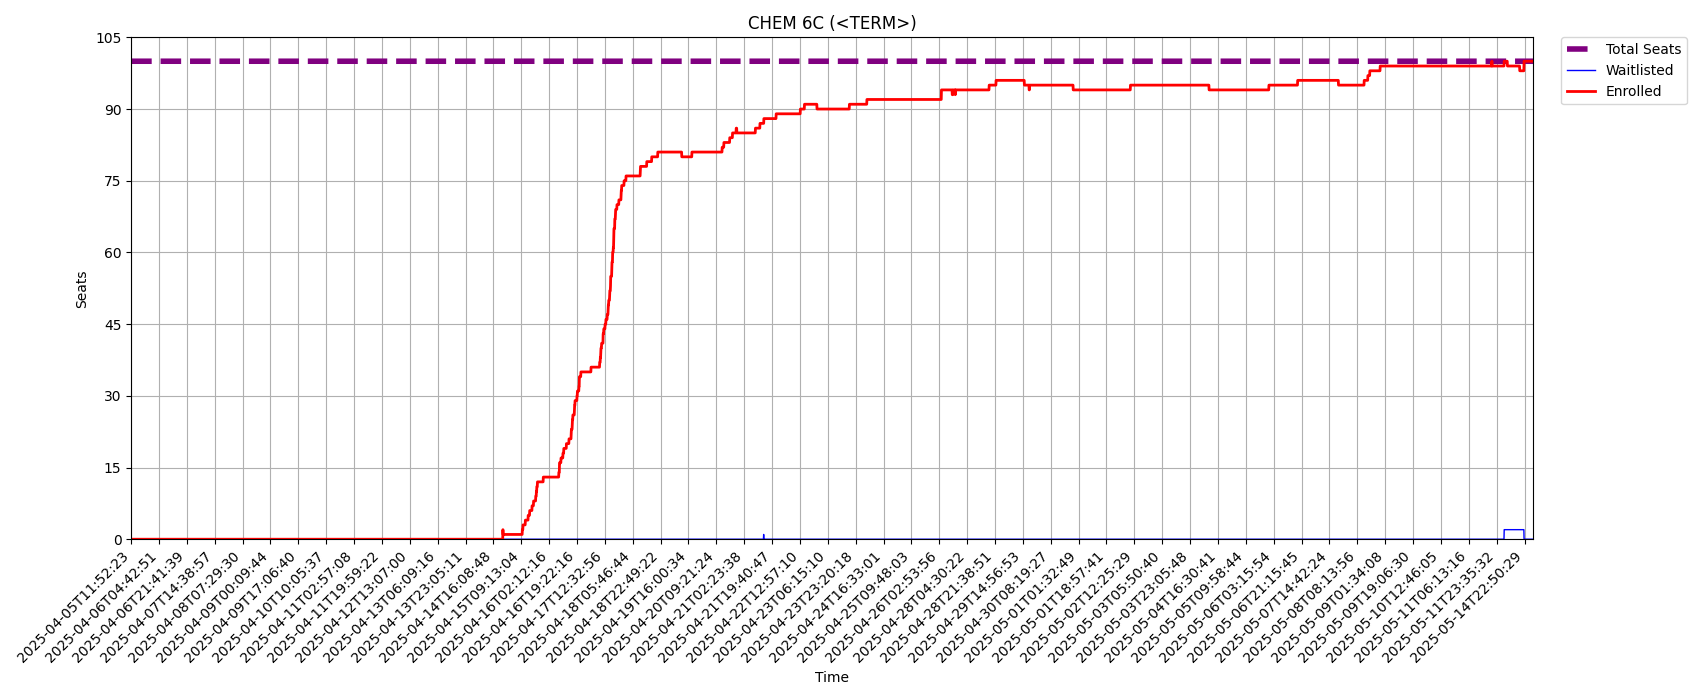 CHEM 6C (<TERM>)
105
90
75
60
45
30
15
0
Seats
Total Seats
Waitlisted
Enrolled
2025-04-05T11:52:23
2025-04-06T04:42:51
2025-04-06T21:41:39
2025-04-07T14:38:57
2025-04-08T07:29:30
2025-04-09T00:09:44
2025-04-09T17:06:40
2025-04-10T10:05:37
2025-04-11T02:57:08
2025-04-11T19:59:22
2025-04-12T13:07:00
2025-04-13T06:09:16
2025-04-13T23:05:11
2025-04-14T16:08:48
2025-04-15T09:13:04
2025-04-16T02:12:16
2025-04-16T19:22:16
2025-04-17T12:32:56
2025-04-18T05:46:44
2025-04-18T22:49:22
2025-04-19T16:00:34
2025-04-20T09:21:24
2025-04-21T02:23:38
2025-04-21T19:40:47
2025-04-22T22:57:10
2025-04-23T06:15:10
2025-04-23T23:20:18
2025-04-24T16:33:01
2025-04-25T09:48:03
2025-04-26T02:53:56
2025-04-28T04:30:22
2025-04-28T21:38:51
2025-04-29T14:56:53
2025-04-30T08:19:27
2025-05-01T01:32:49
2025-05-01T18:57:41
2025-05-02T12:25:29
2025-05-03T05:50:40
2025-05-03T23:05:48
2025-05-04T16:30:41
2025-05-05T09:58:44
2025-05-06T03:15:54
2025-05-06T21:15:45
2025-05-07T14:42:24
2025-05-08T08:13:56
2025-05-09T01:34:08
2025-05-09T19:06:30
2025-05-10T12:46:05
2025-05-11T06:13:16
2025-05-11T23:35:32
2025-05-14T22:50:29
Time